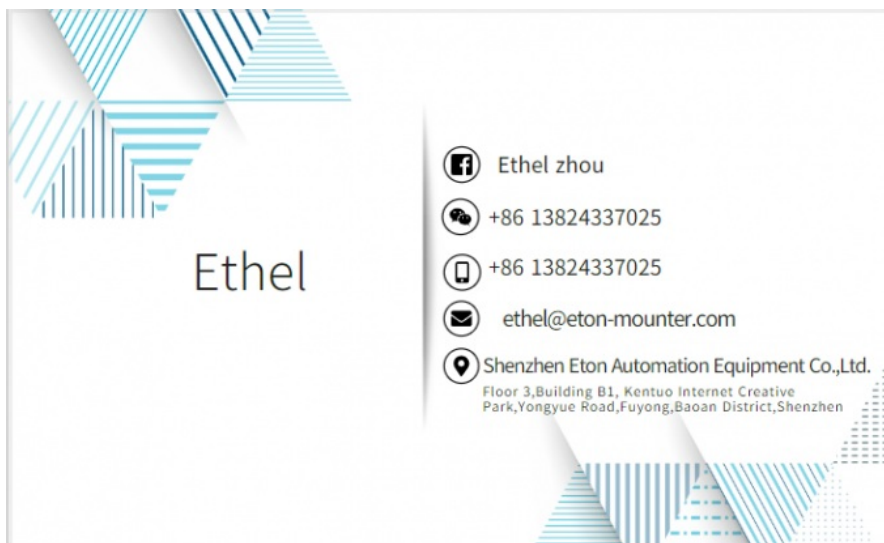 Ethel
Ethel zhou
+86 13824337025
+86 13824337025
ethel@eton-mounter.com
Shenzhen Eton Automation Equipment Co.,Ltd.
Floor 3,Building B1, Kentuo Internet Creative
Park,Yongyue Road,Fuyong,Baoan District,Shenzhen